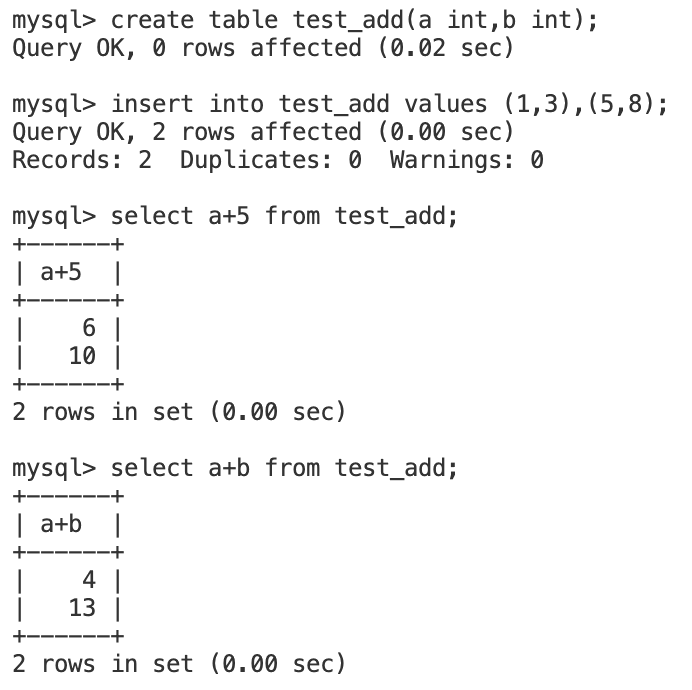 mysql> create table test_add(a int,b int);
Query OK, 0 rows affected (0.02 sec)
mysql> insert into test_add values (1,3),(5,8);
Query OK, 2 rows affected (0.00 sec)
Records: 2  Duplicates: 0  Warnings: 0
mysql> select a+5 from test_add;
+------+
| a+5  |
+------+
|    6 |
|   10 |
+------+
2 rows in set (0.00 sec)
mysql> select a+b from test_add;
+------+
| a+b  |
+------+
|    4 |
|   13 |
+------+
2 rows in set (0.00 sec)